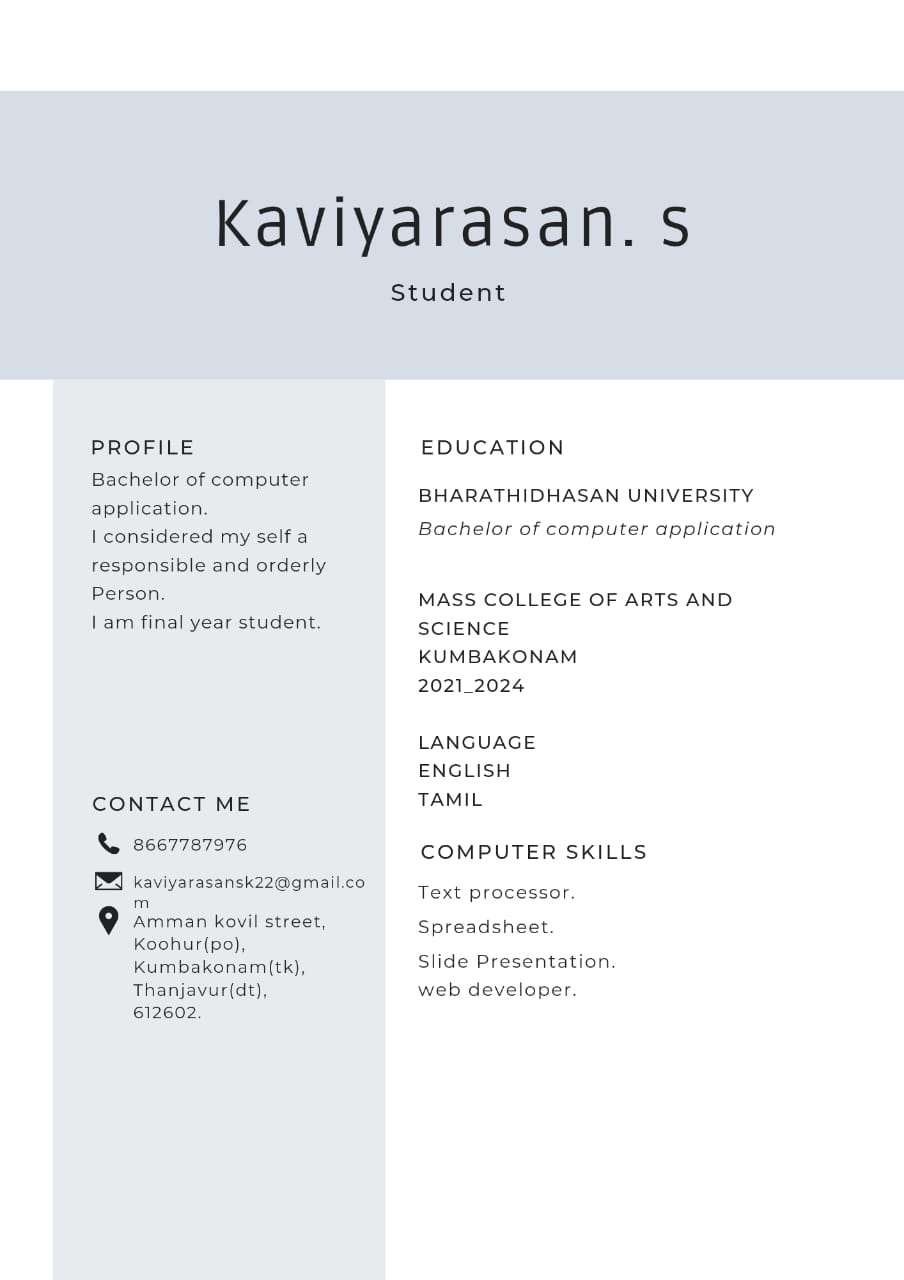 Kaviyarasan. s
Student
PROFILE
Bachelor of computer
application.
I considered my self a
responsible and orderly
Person.
I am final year student.
CONTACT ME
8667787976
kaviyarasansk22@gmail.co
m
Amman kovil street,
Koohur(po),
Kumbakonam(tk),
Thanjavur(dt),
612602.
EDUCATION
BHARATHIDHASAN UNIVERSITY
Bachelor of computer application
MASS COLLEGE OF ARTS AND
SCIENCE
KUMBAKONAM
2021_2024
LANGUAGE
ENGLISH
TAMIL
COMPUTER SKILLS
Text processor.
Spreadsheet.
Slide Presentation.
web developer.